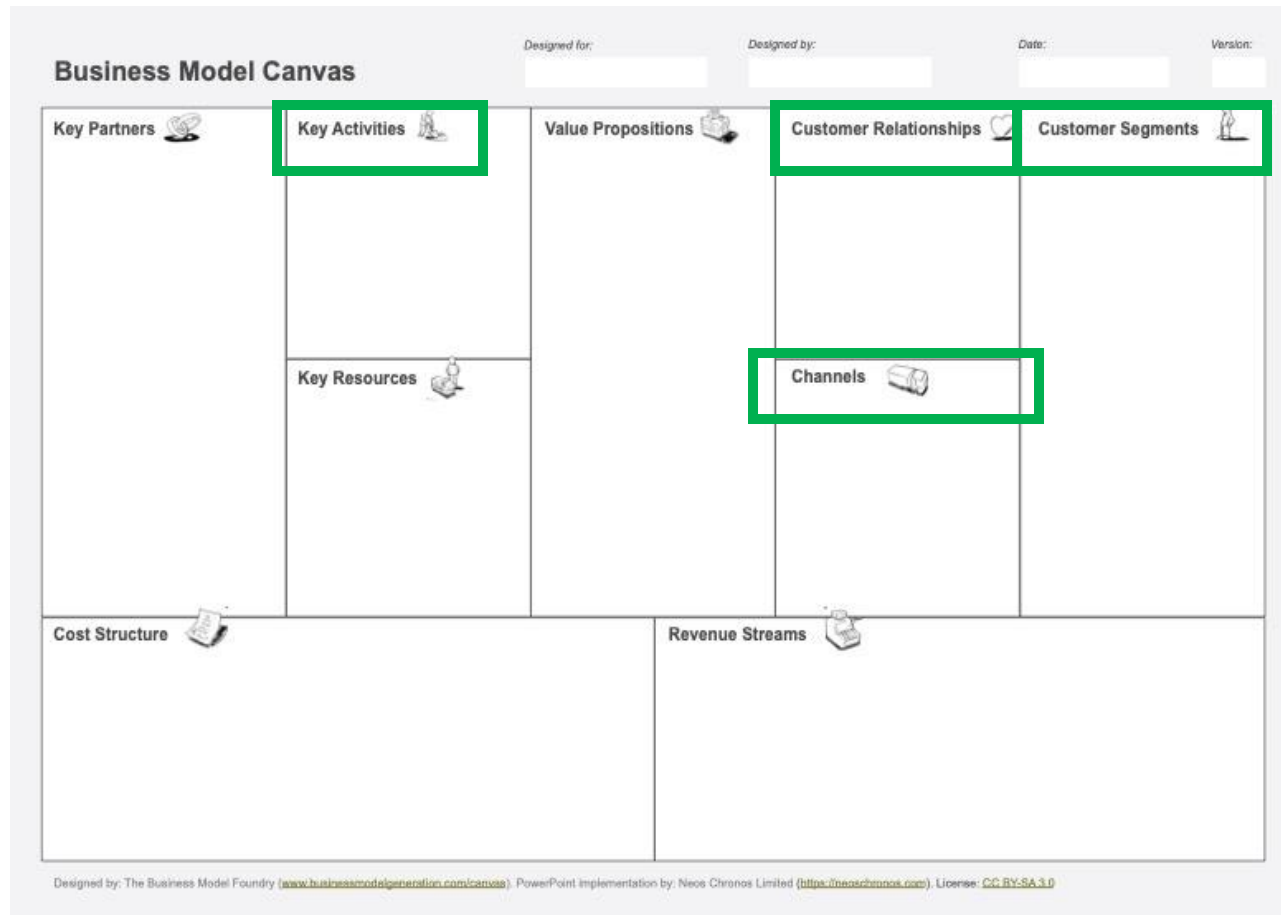 Designed for:
Designed by:
Date:
Version:
Business Model Canvas
Key Partners
Key Activities
Value Propositions
Customer Relationships
Customer Segments
Key Resources
Channels
Cost Structure
Revenue Streams
Designed by: The Business Model Foundry (www.businessmodelgeneration.com/canvas). PowerPoint implementation by: Neos Chronos Limited (https://neoschronos.com). License: CC BY-SA 3.0